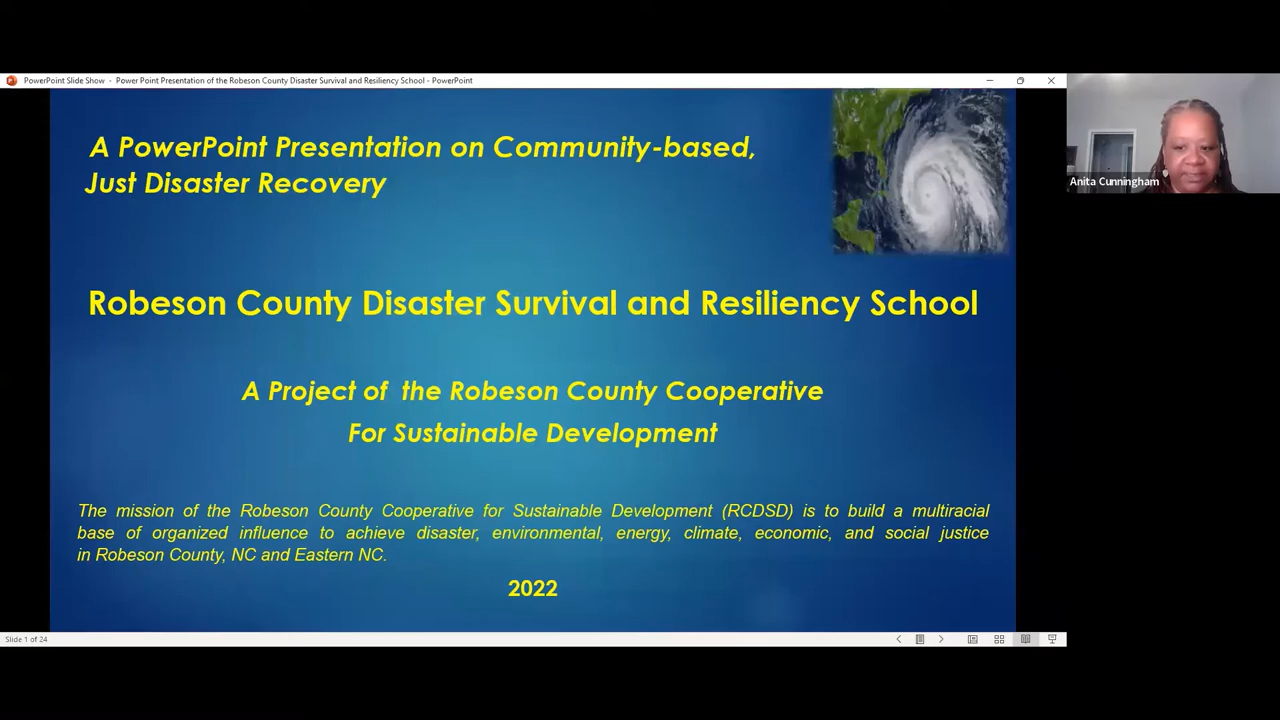 PowerPoint Slide Show - Power Point Presentation of the Robeson County Disaster Survival and Resiliency School - PowerPoint
A PowerPoint Presentation on Community-based,
Just Disaster Recovery
Anita Cunningham
Robeson County Disaster Survival and Resiliency School
A Project of the Robeson County Cooperative
For Sustainable Development
The mission of the Robeson County Cooperative for Sustainable Development (RCDSD) is to build a multiracial
base of organized influence to achieve disaster, environmental, energy, climate, economic, and social justice
in Robeson County, NC and Eastern NC.
2022
Slide 1 of 24